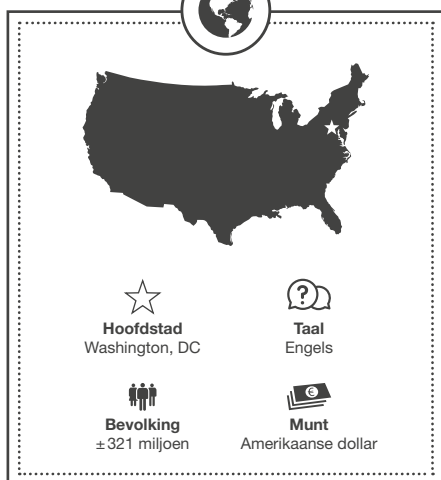 Hoofdstad
Washington, DC
Taal
Engels
Bevolking
±321 miljoen
Munt
Amerikaanse dollar